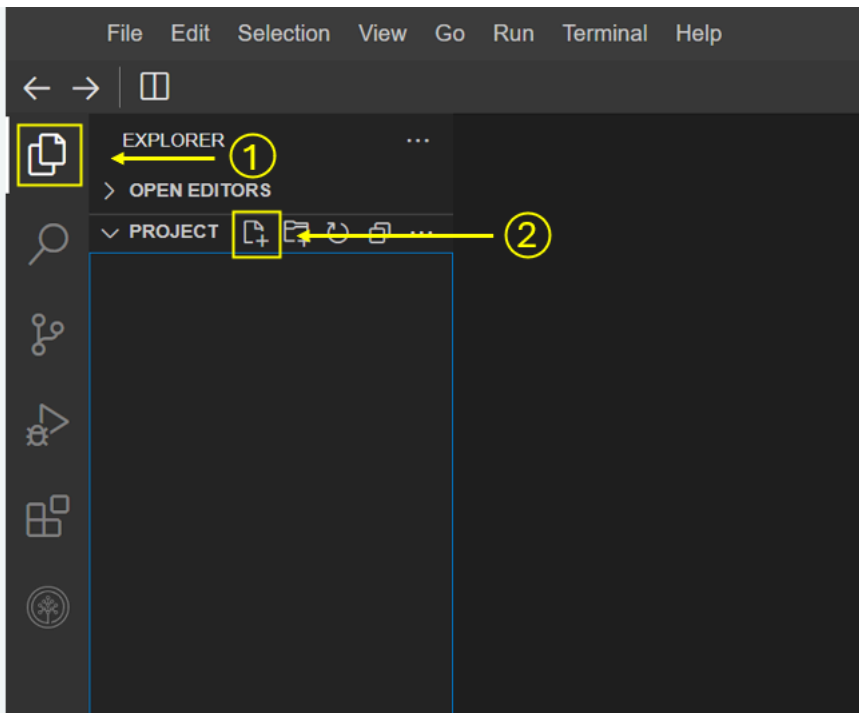 File Edit Selection View Go Run Terminal Help
EXPLORER ...
1
OPEN EDITORS
PROJECT ...
2